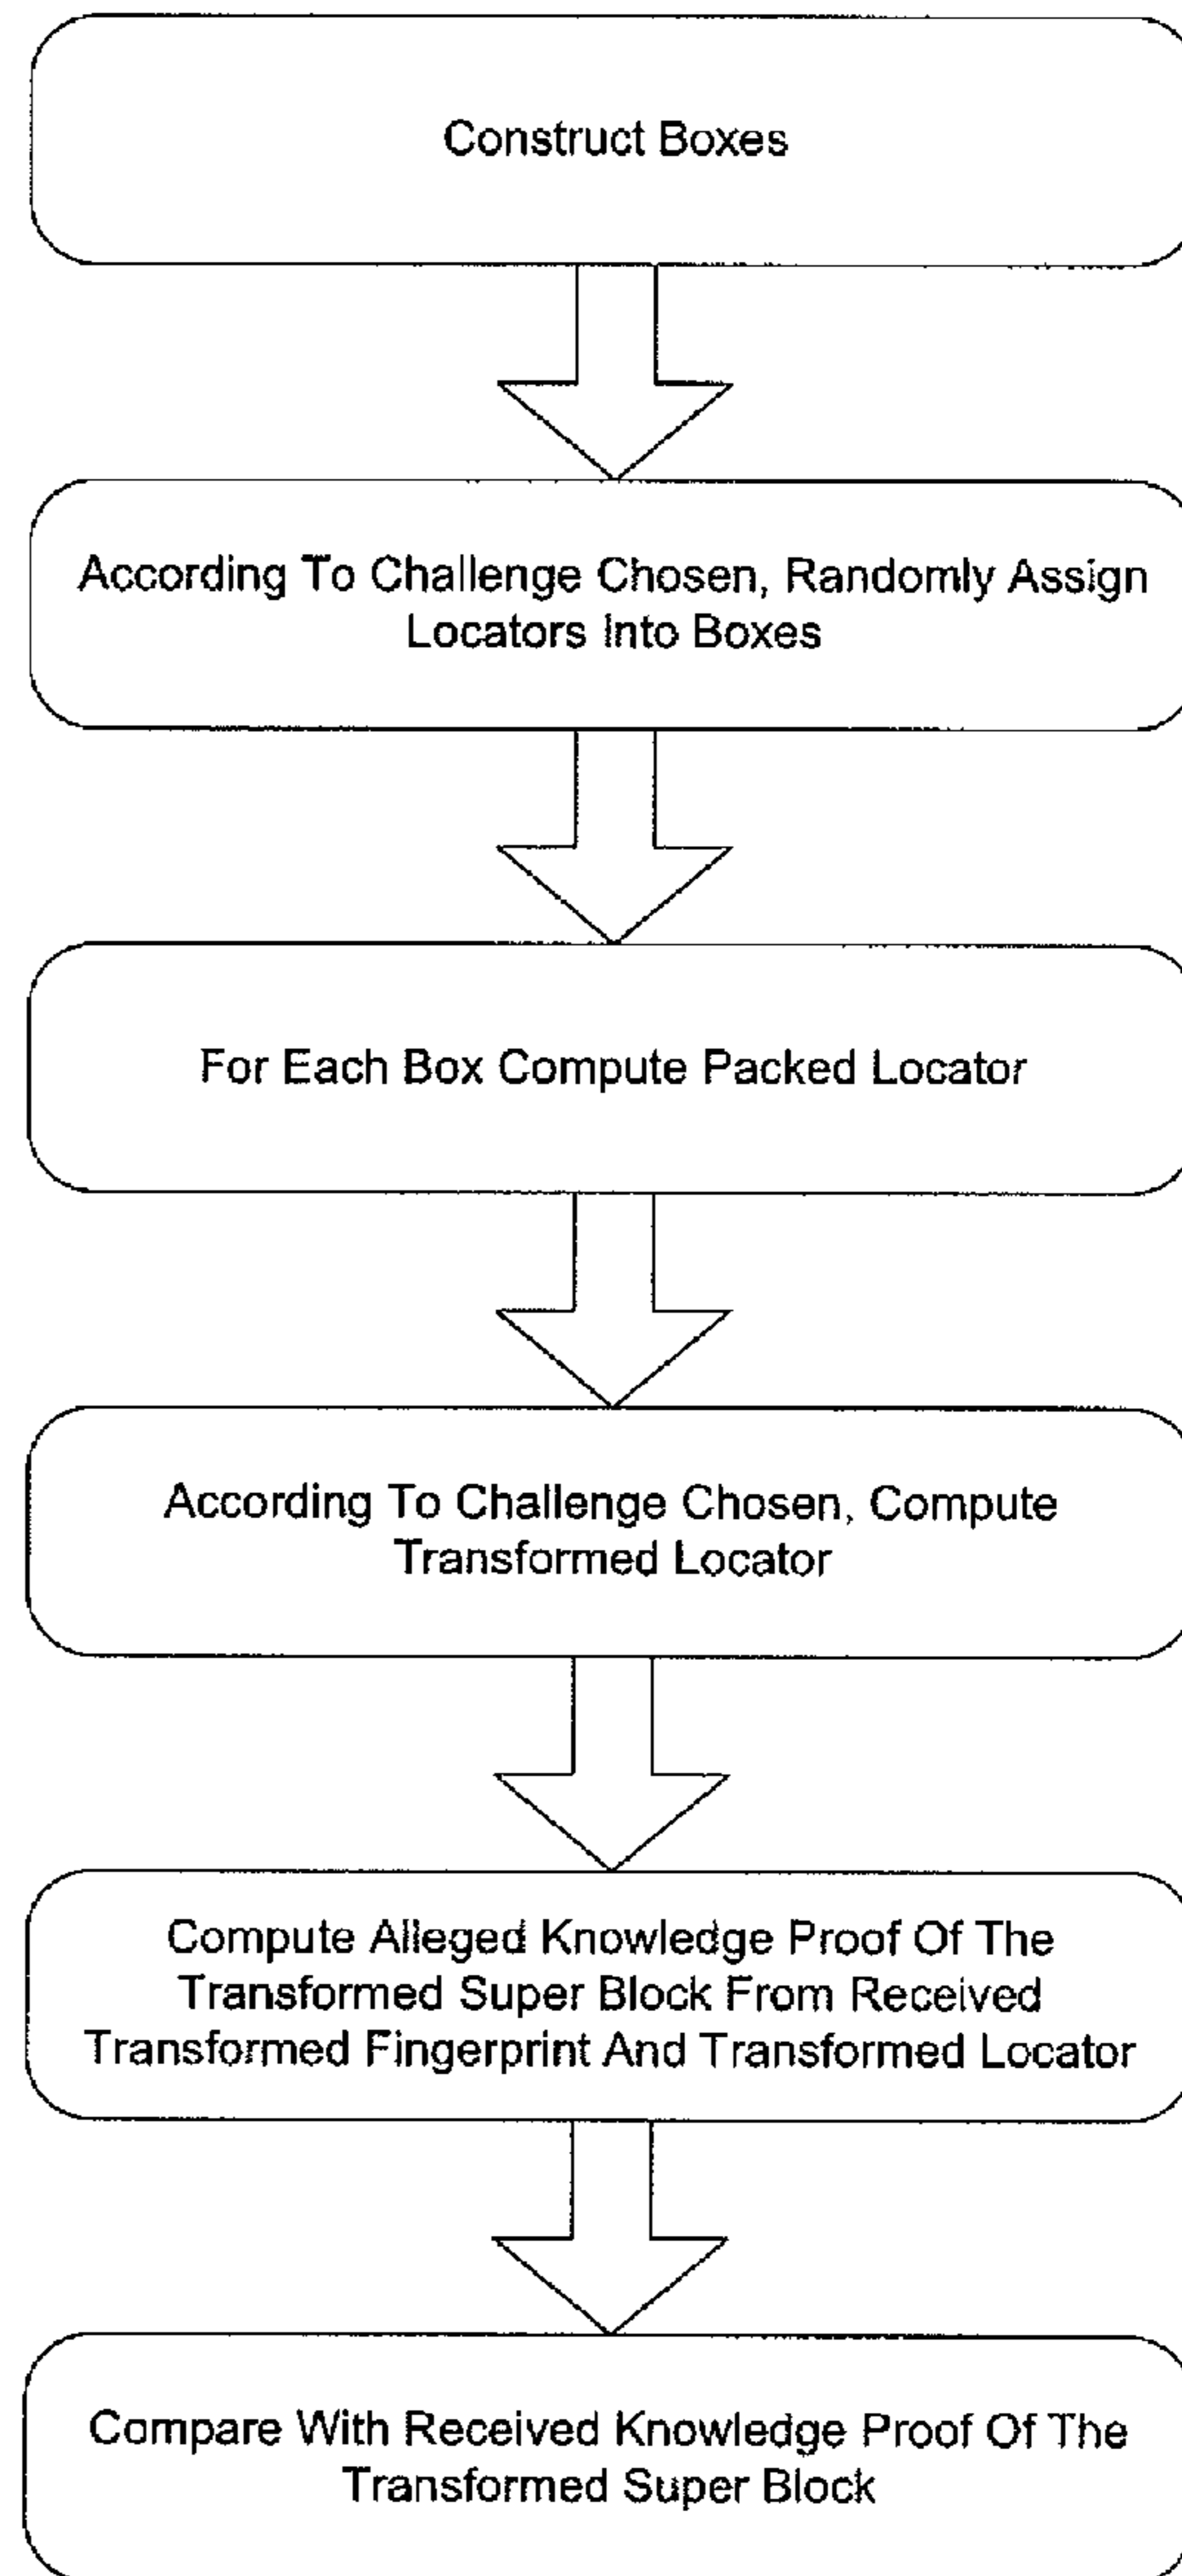 Construct Boxes
According To Challenge Chosen, Randomly Assign
Locators Into Boxes
For Each Box Compute Packed Locator
According To Challenge Chosen, Compute
Transformed Locator
Compute Alleged Knowledge Proof Of The
Transformed Super Block From Received
Transformed Fingerprint And Transformed Locator
Compare With Received Knowledge Proof Of The
Transformed Super Block